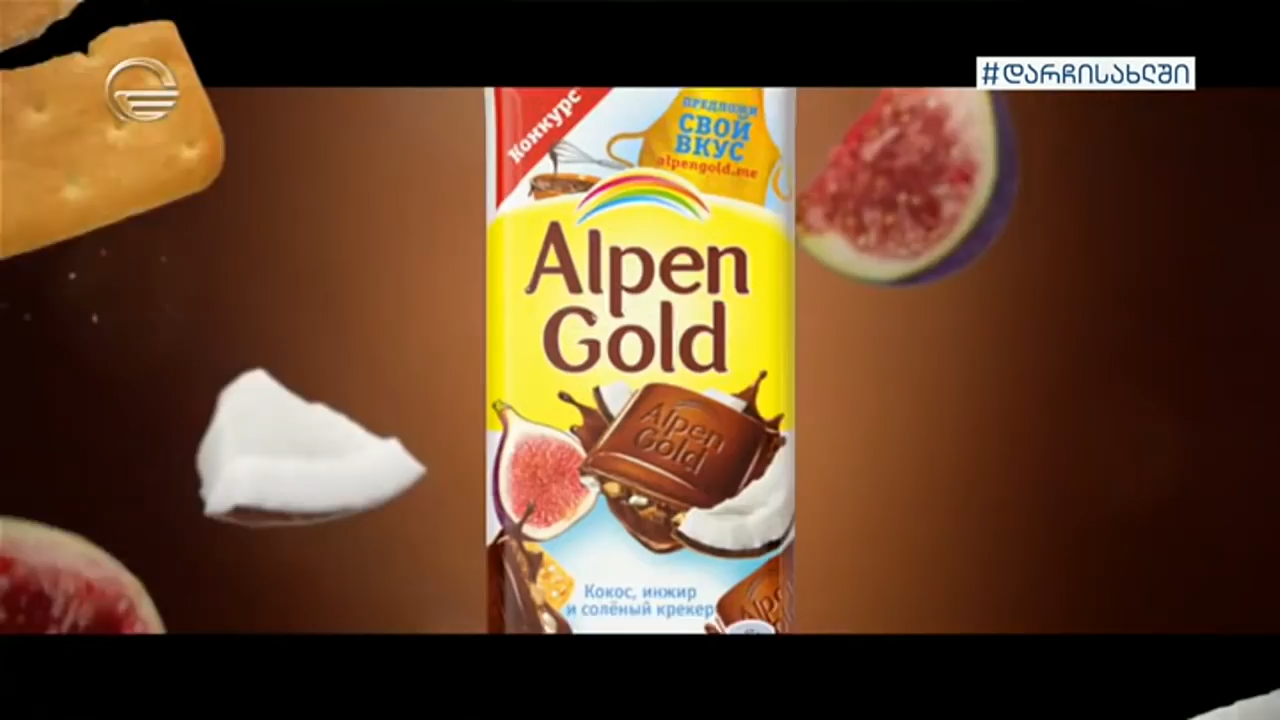 #დარჩისახლში
Конкурс
ПРЕДЛОЖИ
СВОЙ
ВКУС
alpengold.me
Alpen
Gold
Alpen
Gold
Кокос, инжир
и солёный крекер